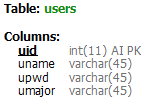 Table: users
Columns:
uid int(11) AI PK
uname varchar(45)
upwd varchar(45)
umajor varchar(45)